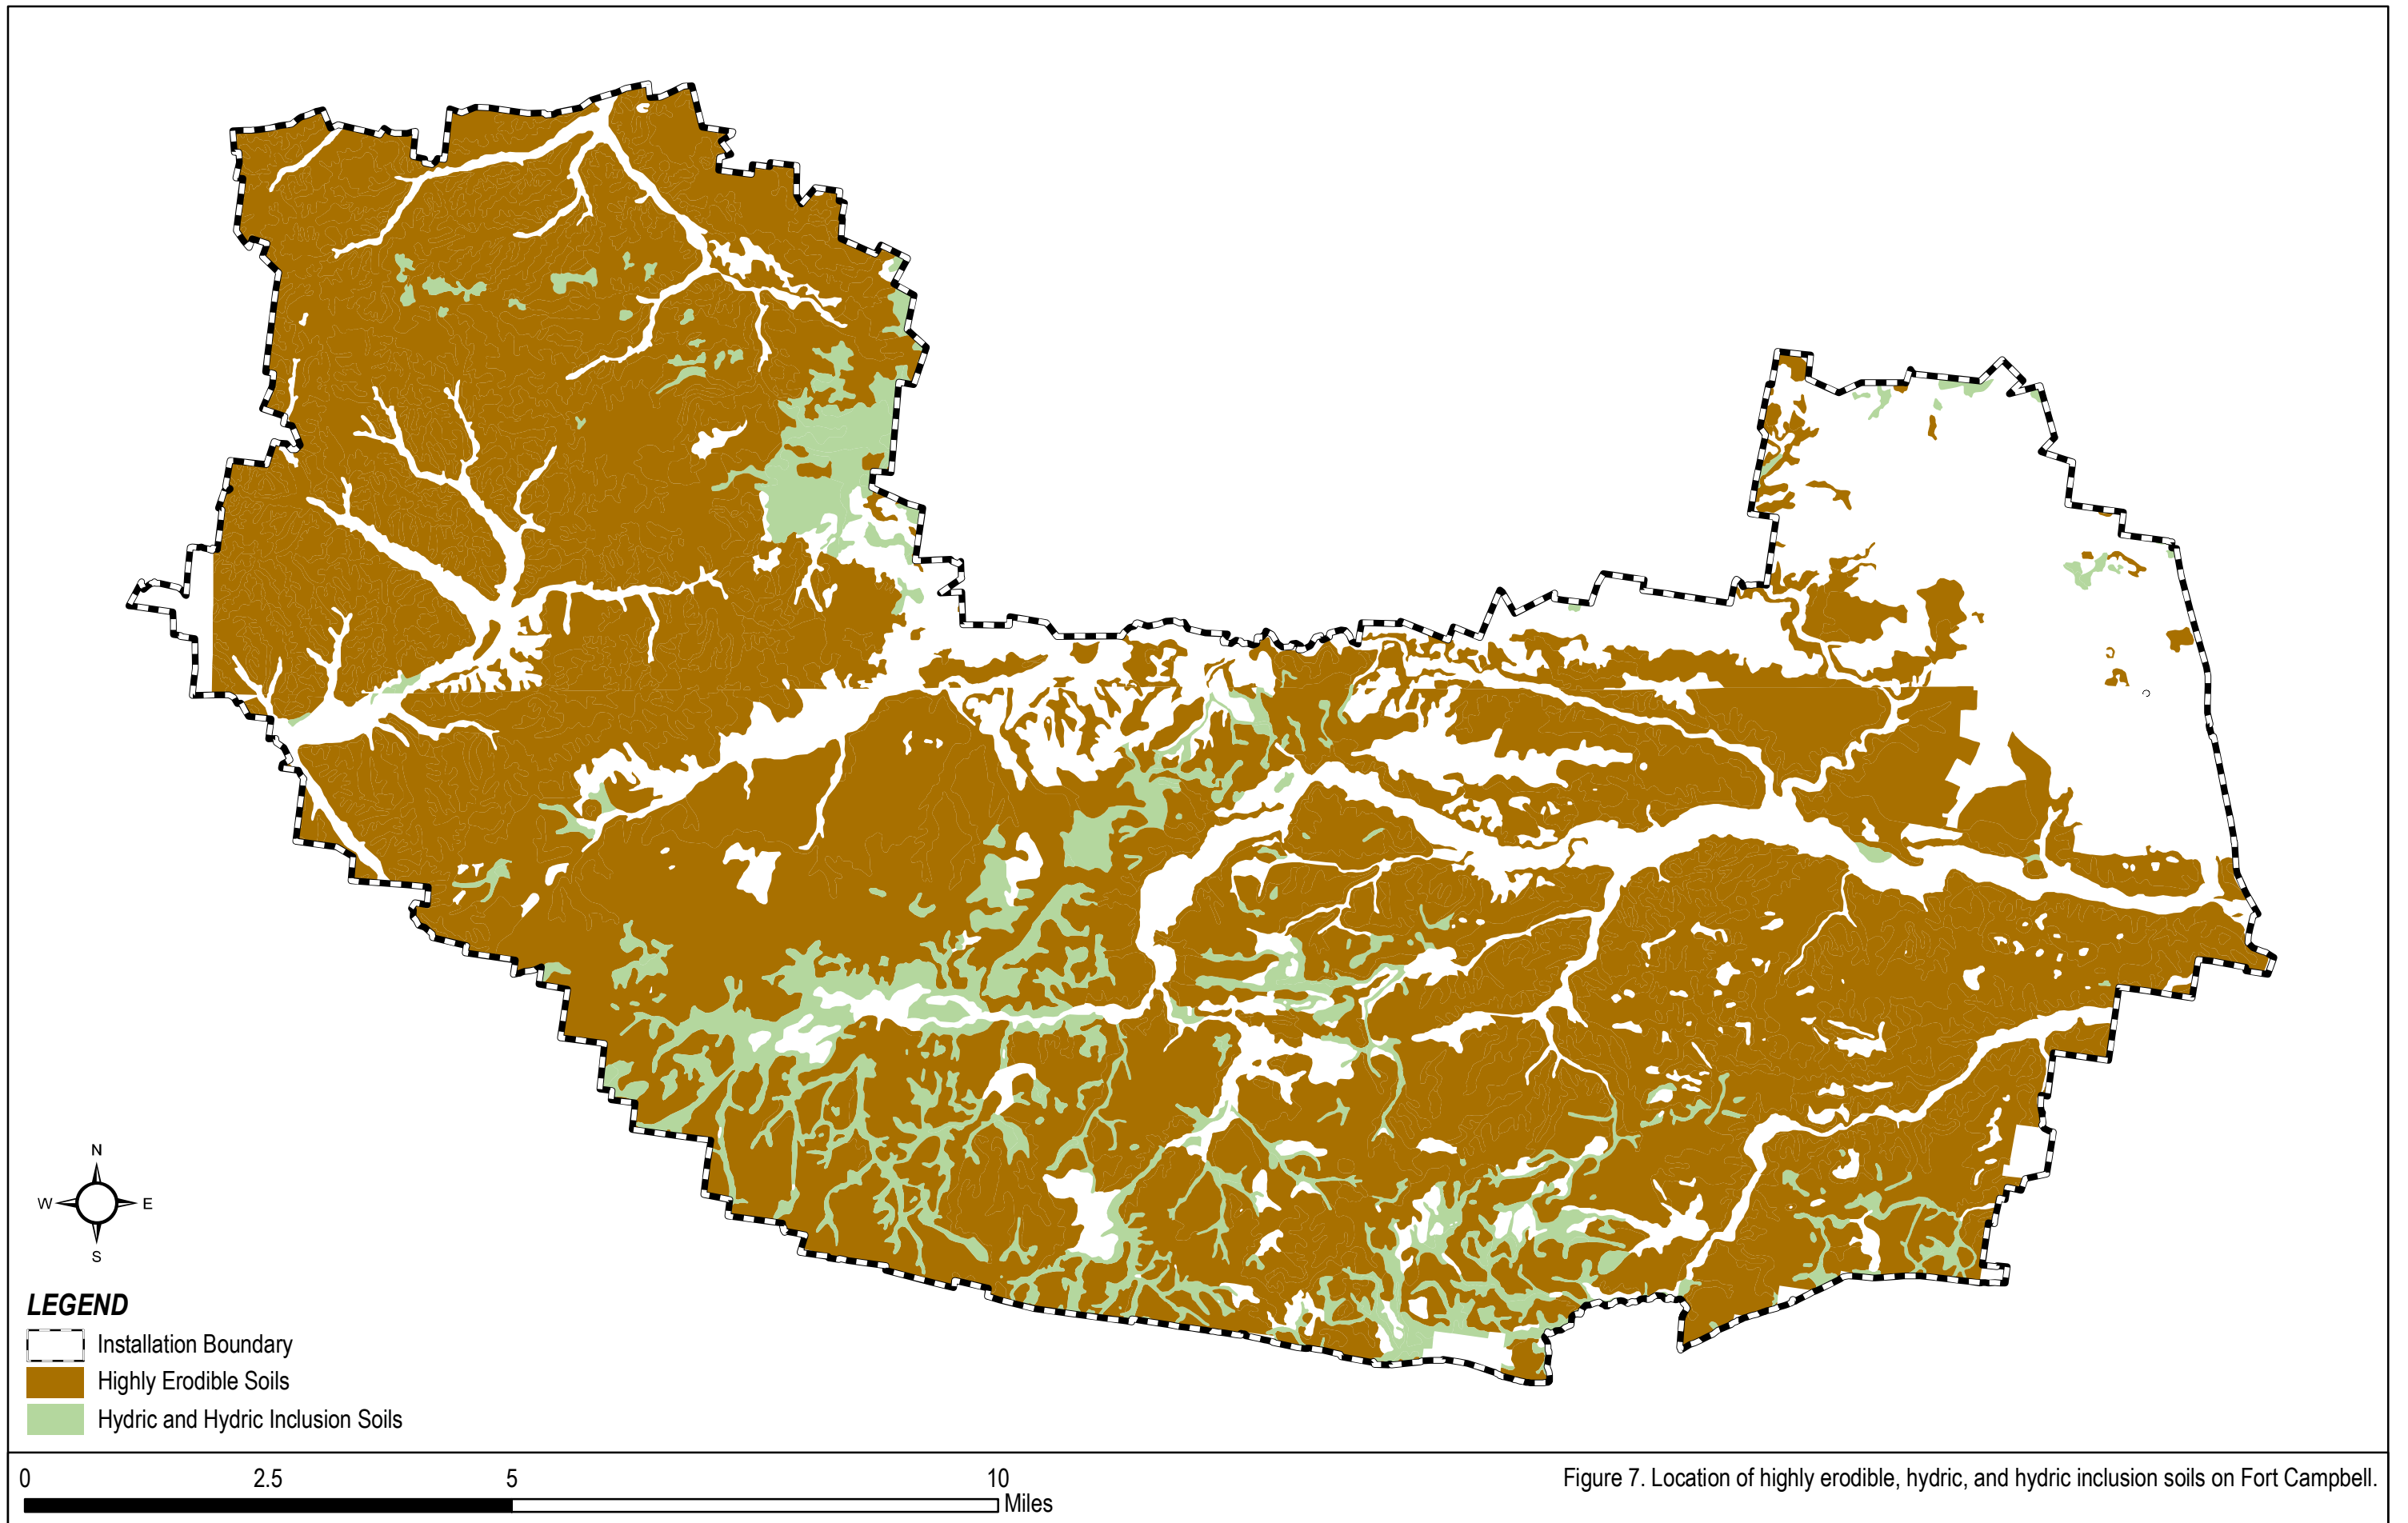 N
W E
S
LEGEND
Installation Boundary
Highly Erodible Soils
Hydric and Hydric Inclusion Soils
0 2.5 5 10
Miles
Figure 7. Location of highly erodible, hydric, and hydric inclusion soils on Fort Campbell.